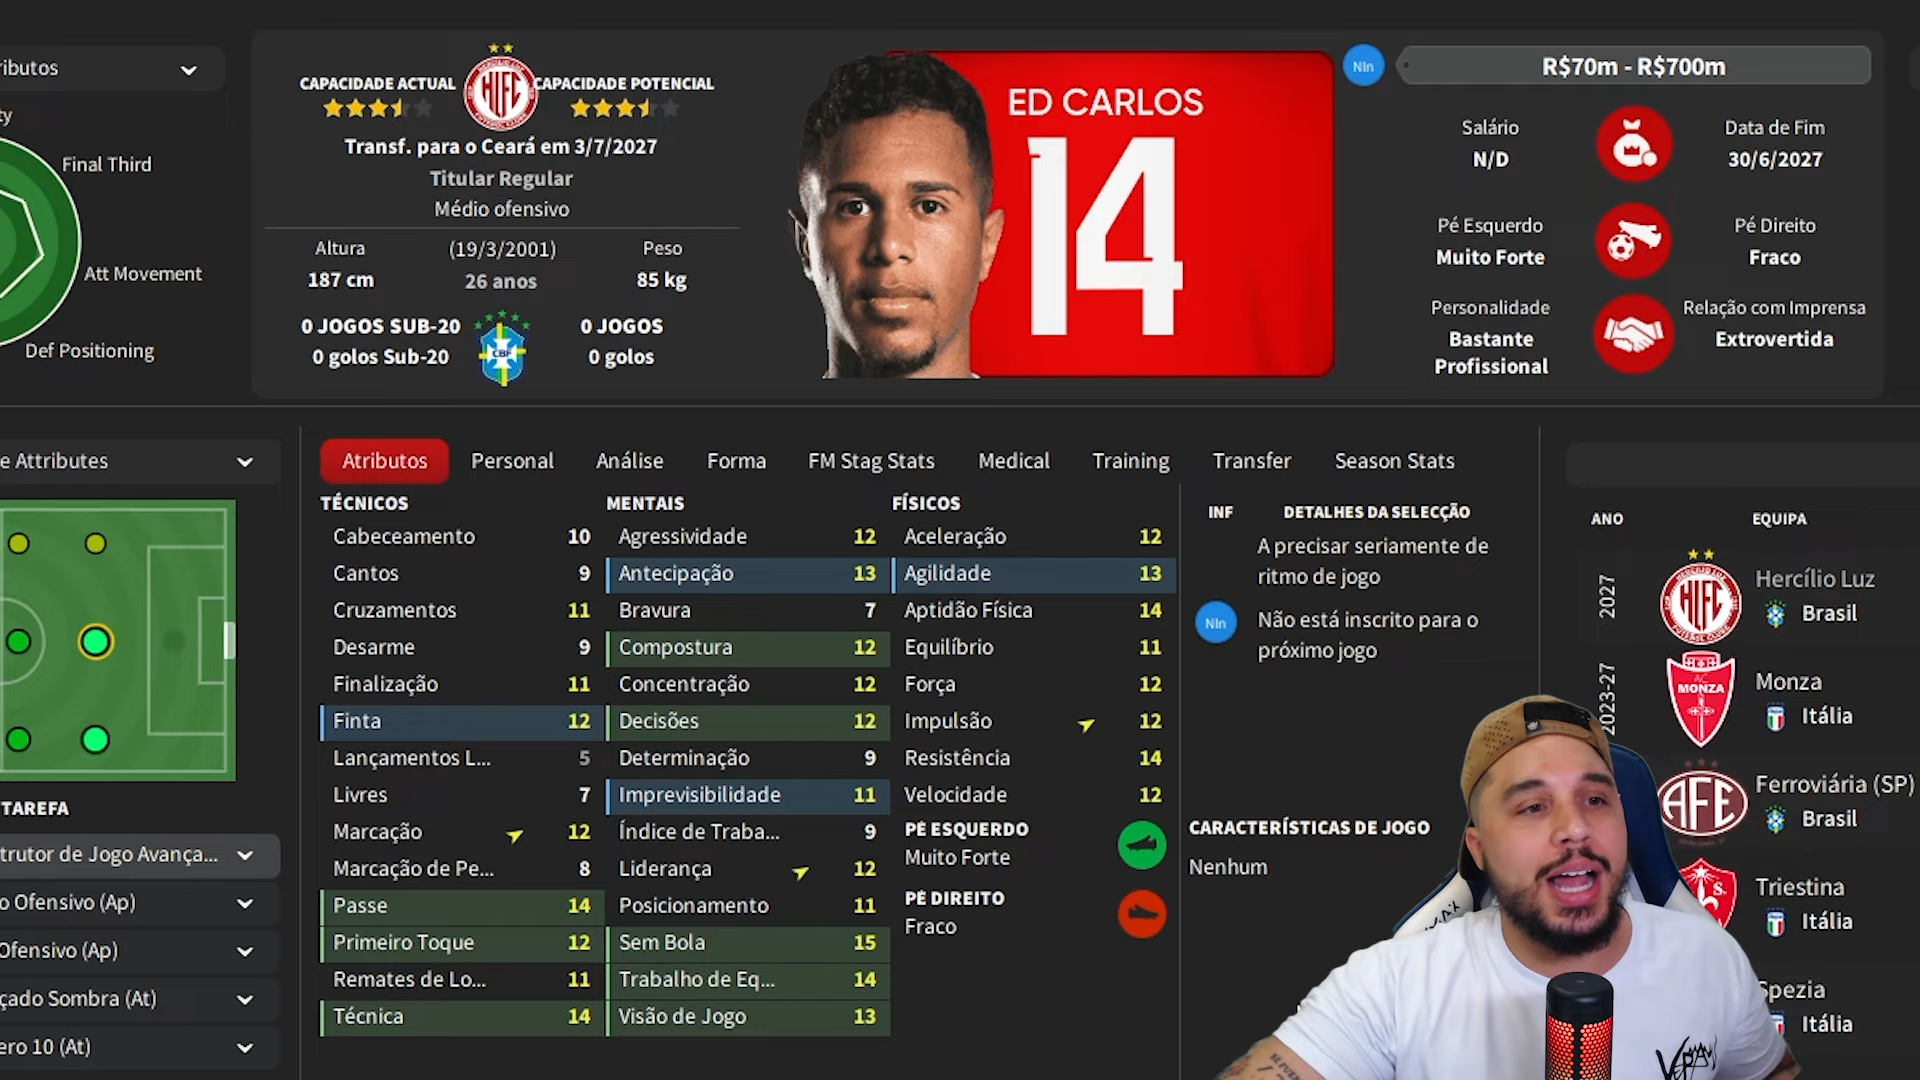 ributos
ty
Final Third
Att Movement
Def Positioning
CAPACIDADE ACTUAL
CAPACIDADE POTENCIAL
HLFC
Transf. para o Ceará em 3/7/2027
Titular Regular
Médio ofensivo
Altura
(19/3/2001)
Peso
187 cm
26 anos
85 kg
0 JOGOS SUB-20
0 JOGOS
0 golos Sub-20
CBF
0 golos
ED CARLOS
14
NIn
R$70m - R$700m
Salário
Data de Fim
N/D
30/6/2027
Pé Esquerdo
Pé Direito
Muito Forte
Fraco
Personalidade
Relação com Imprensa
Bastante
Extrovertida
Profissional
e Attributes
TAREFA
trutor de Jogo Avança...
o Ofensivo (Ap)
Ofensivo (Ap)
çado Sombra (At)
ero 10 (At)
Atributos
Personal
Análise
Forma
FM Stag Stats
Medical
Training
Transfer
Season Stats
TÉCNICOS
Cabeceamento 10
Cantos 9
Cruzamentos 11
Desarme 9
Finalização 11
Finta 12
Lançamentos L... 5
Livres 7
Marcação 12
Marcação de Pe... 8
Passe 14
Primeiro Toque 12
Remates de Lo... 11
Técnica 14
MENTAIS
Agressividade 12
Antecipação 13
Bravura 7
Compostura 12
Concentração 12
Decisões 12
Determinação 9
Imprevisibilidade 11
Índice de Traba... 9
Liderança 12
Posicionamento 11
Sem Bola 15
Trabalho de Eq... 14
Visão de Jogo 13
FÍSICOS
Aceleração 12
Agilidade 13
Aptidão Física 14
Equilíbrio 11
Força 12
Impulsão 12
Resistência 14
Velocidade 12
PÉ ESQUERDO
Muito Forte
PÉ DIREITO
Fraco
INF
DETALHES DA SELECÇÃO
A precisar seriamente de
ritmo de jogo
NIn
Não está inscrito para o
próximo jogo
CARACTERÍSTICAS DE JOGO
Nenhum
ANO
EQUIPA
2027
Hercílio Luz
Brasil
2023-27
AC
MONZA
Monza
Itália
AFE
Ferroviária (SP)
Brasil
Triestina
Itália
Spezia
Itália